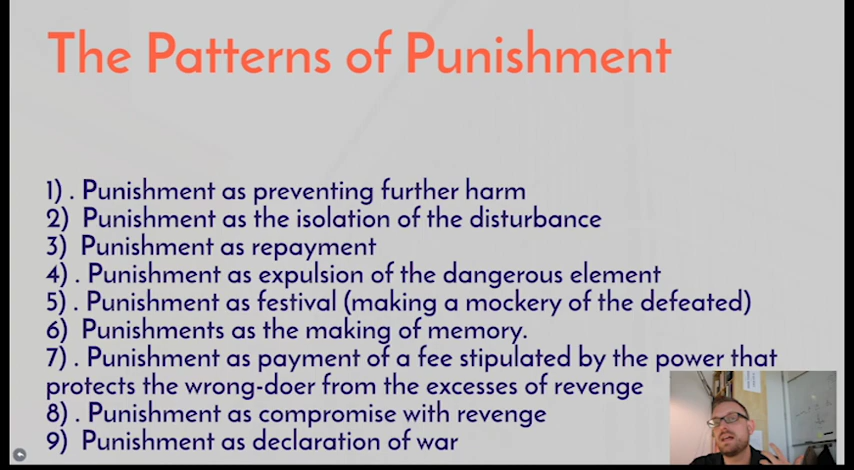 The Patterns of Punishment
1) . Punishment as preventing further harm
2) Punishment as the isolation of the disturbance
3) Punishment as repayment
4) . Punishment as expulsion of the dangerous element
5) . Punishment as festival (making a mockery of the defeated)
6) Punishments as the making of memory.
7) . Punishment as payment of a fee stipulated by the power that
protects the wrong-doer from the excesses of revenge
8) . Punishment as compromise with revenge
9) Punishment as declaration of war